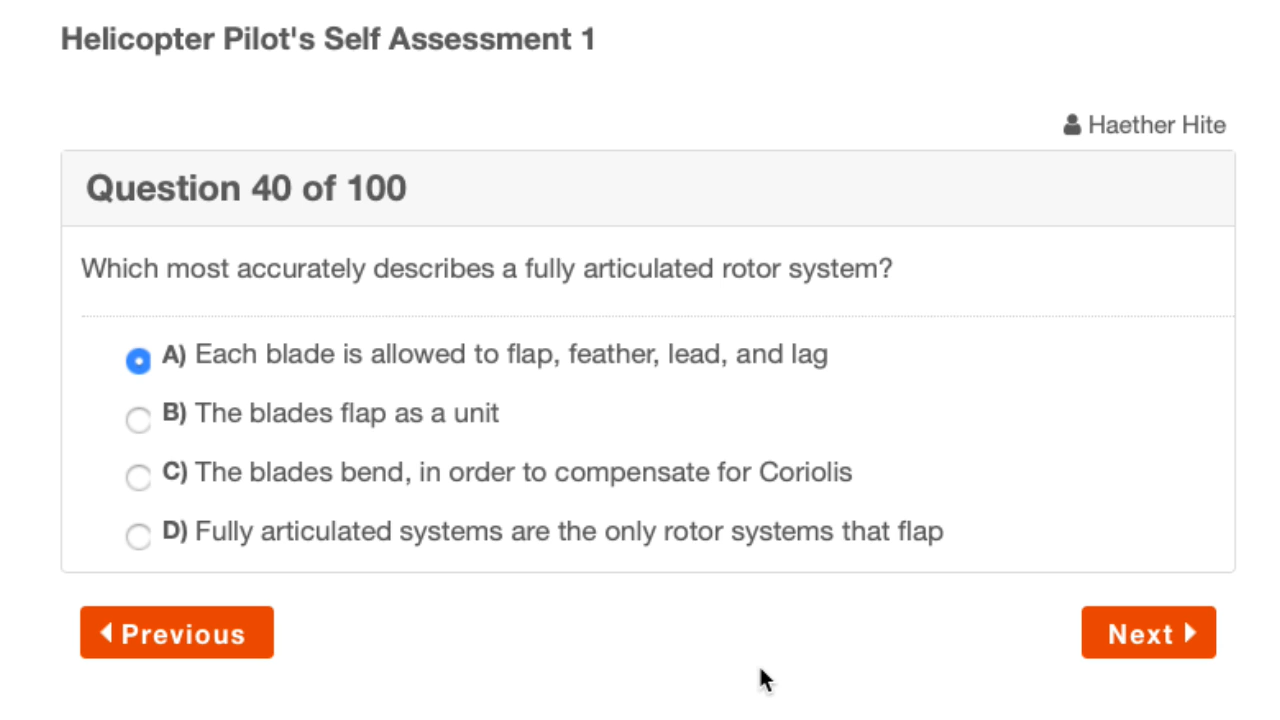 Helicopter Pilot's Self Assessment 1
Haether Hite
Question 40 of 100
Which most accurately describes a fully articulated rotor system?
A) Each blade is allowed to flap, feather, lead, and lag
B) The blades flap as a unit
C) The blades bend, in order to compensate for Coriolis
D) Fully articulated systems are the only rotor systems that flap
Previous
Next